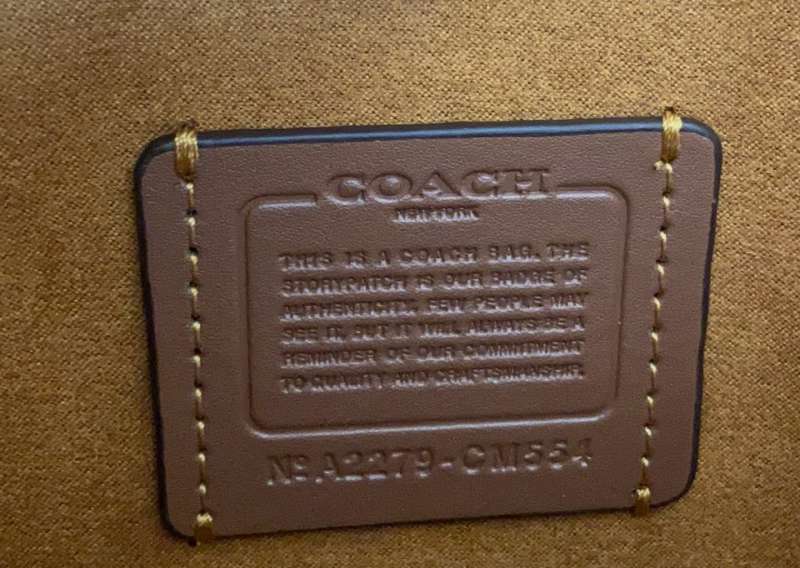 COACH
NEW YORK
THIS IS A COACH BAG. THE
STORYPATCH IS OUR BADGE OF
AUTHENTICITY. FEW PEOPLE MAY
SEE IT, BUT IT WILL ALWAYS BE A
REMINDER OF OUR COMMITMENT
TO QUALITY AND CRAFTSMANSHIP.
Nº A2279-CM554